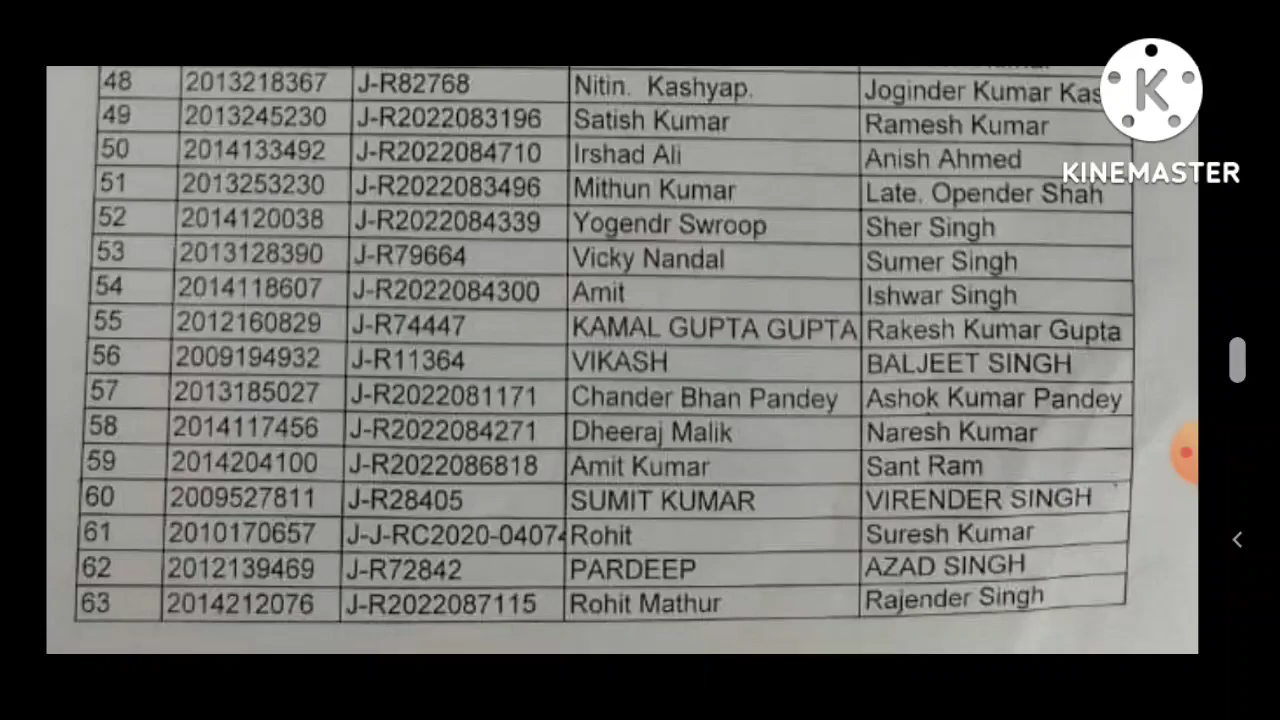 48 2013218367 J-R82768 Nitin. Kashyap. Joginder Kumar
49 2013245230 J-R2022083196 Satish Kumar Ramesh Kumar
50 2014133492 J-R2022084710 Irshad Ali Anish Ahmed
51 2013253230 J-R2022083496 Mithun Kumar Late. Opender Shah
52 2014120038 J-R2022084339 Yogendr Swroop Sher Singh
53 2013128390 J-R79664 Vicky Nandal Sumer Singh
54 2014118607 J-R2022084300 Amit Ishwar Singh
55 2012160829 J-R74447 KAMAL GUPTA GUPTA Rakesh Kumar Gupta
56 2009194932 J-R11364 VIKASH BALJEET SINGH
57 2013185027 J-R2022081171 Chander Bhan Pandey Ashok Kumar Pandey
58 2014117456 J-R2022084271 Dheeraj Malik Naresh Kumar
59 2014204100 J-R2022086818 Amit Kumar Sant Ram
60 2009527811 J-R28405 SUMIT KUMAR VIRENDER SINGH
61 2010170657 J-J-RC2020-0407 Rohit Suresh Kumar
62 2012139469 J-R72842 PARDEEP AZAD SINGH
63 2014212076 J-R2022087115 Rohit Mathur Rajender Singh
K
KINEMASTER